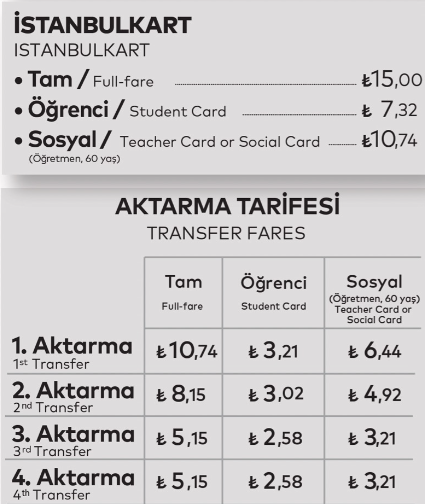 İSTANBULKART
ISTANBULKART
• Tam / Full-fare ₺15,00
• Öğrenci / Student Card ₺ 7,32
• Sosyal / Teacher Card or Social Card ₺10,74
(Öğretmen, 60 yaş)
AKTARMA TARİFESİ
TRANSFER FARES
Tam Öğrenci Sosyal
(Öğretmen, 60 yaş)
Full-fare Student Card Teacher Card or
Social Card
1. Aktarma ₺10,74 ₺3,21 ₺6,44
1st Transfer
2. Aktarma ₺8,15 ₺3,02 ₺4,92
2nd Transfer
3. Aktarma ₺5,15 ₺2,58 ₺3,21
3rd Transfer
4. Aktarma ₺5,15 ₺2,58 ₺3,21
4th Transfer